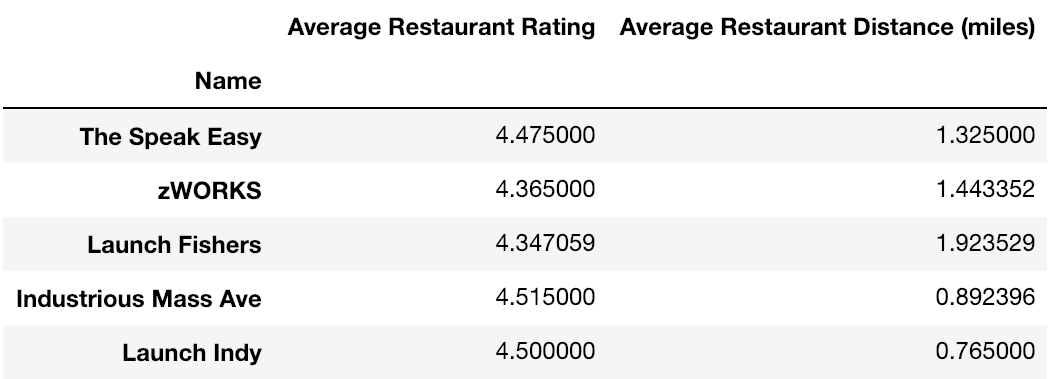 Average Restaurant Rating Average Restaurant Distance (miles)
Name
The Speak Easy 4.475000 1.325000
zWORKS 4.365000 1.443352
Launch Fishers 4.347059 1.923529
Industrious Mass Ave 4.515000 0.892396
Launch Indy 4.500000 0.765000